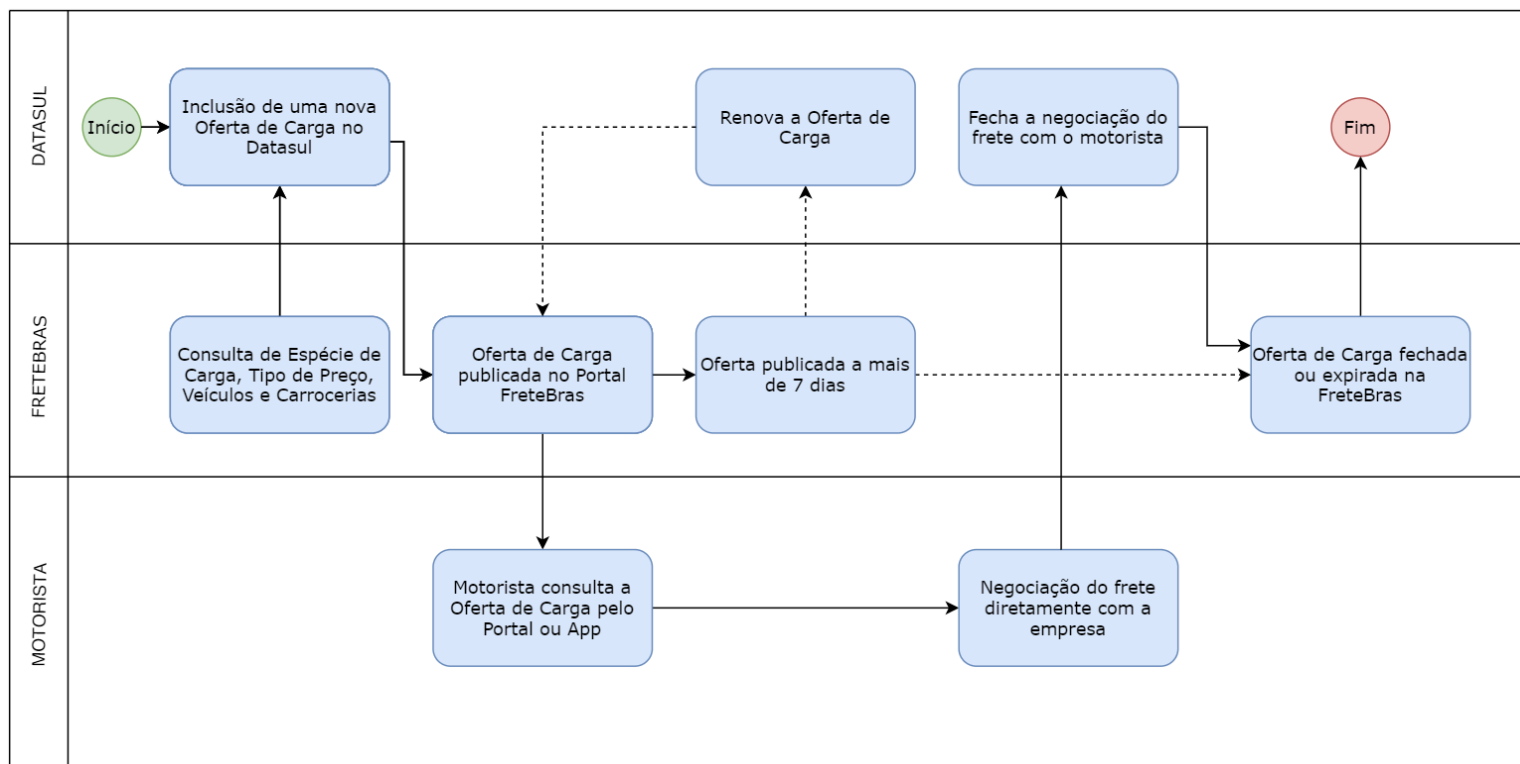 DATASUL
Início
Inclusão de uma nova
Oferta de Carga no
Datasul
Renova a Oferta de
Carga
Fecha a negociação do
frete com o motorista
Fim
FRETEBRAS
Consulta de Espécie de
Carga, Tipo de Preço,
Veículos e Carrocerias
Oferta de Carga
publicada no Portal
FreteBras
Oferta publicada a mais
de 7 dias
Oferta de Carga fechada
ou expirada na
FreteBras
MOTORISTA
Motorista consulta a
Oferta de Carga pelo
Portal ou App
Negociação do frete
diretamente com a
empresa